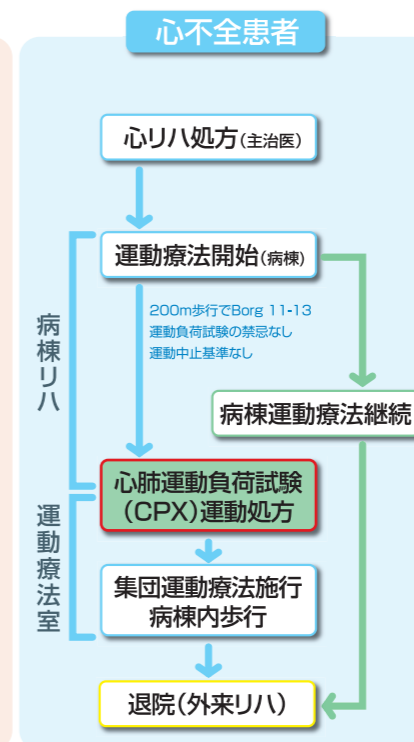 心不全患者
心リハ処方(主治医)
運動療法開始(病棟)
200m歩行でBorg 11-13
運動負荷試験の禁忌なし
運動中止基準なし
病棟リハ
病棟運動療法継続
心肺運動負荷試験
(CPX)運動処方
運動療法室
集団運動療法施行
病棟内歩行
退院(外来リハ)